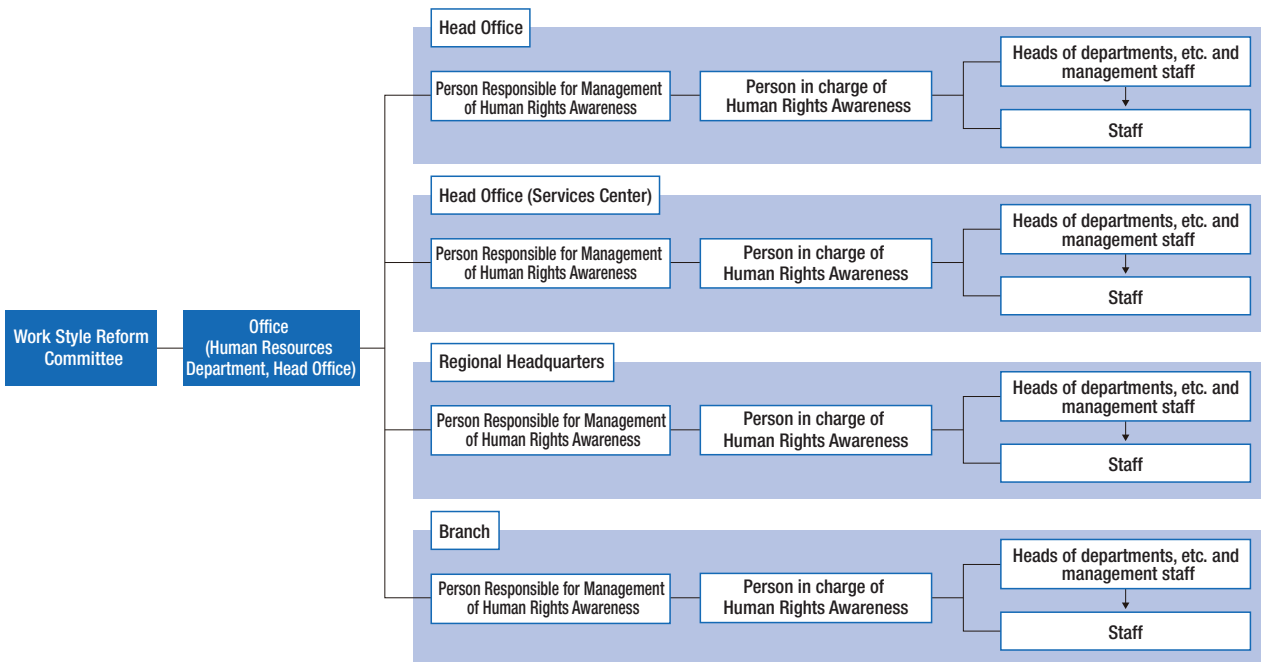 Work Style Reform
Committee
Office
(Human Resources
Department, Head Office)
Head Office
Person Responsible for Management
of Human Rights Awareness
Person in charge of
Human Rights Awareness
Heads of departments, etc. and
management staff
Staff
Head Office (Services Center)
Person Responsible for Management
of Human Rights Awareness
Person in charge of
Human Rights Awareness
Heads of departments, etc. and
management staff
Staff
Regional Headquarters
Person Responsible for Management
of Human Rights Awareness
Person in charge of
Human Rights Awareness
Heads of departments, etc. and
management staff
Staff
Branch
Person Responsible for Management
of Human Rights Awareness
Person in charge of
Human Rights Awareness
Heads of departments, etc. and
management staff
Staff